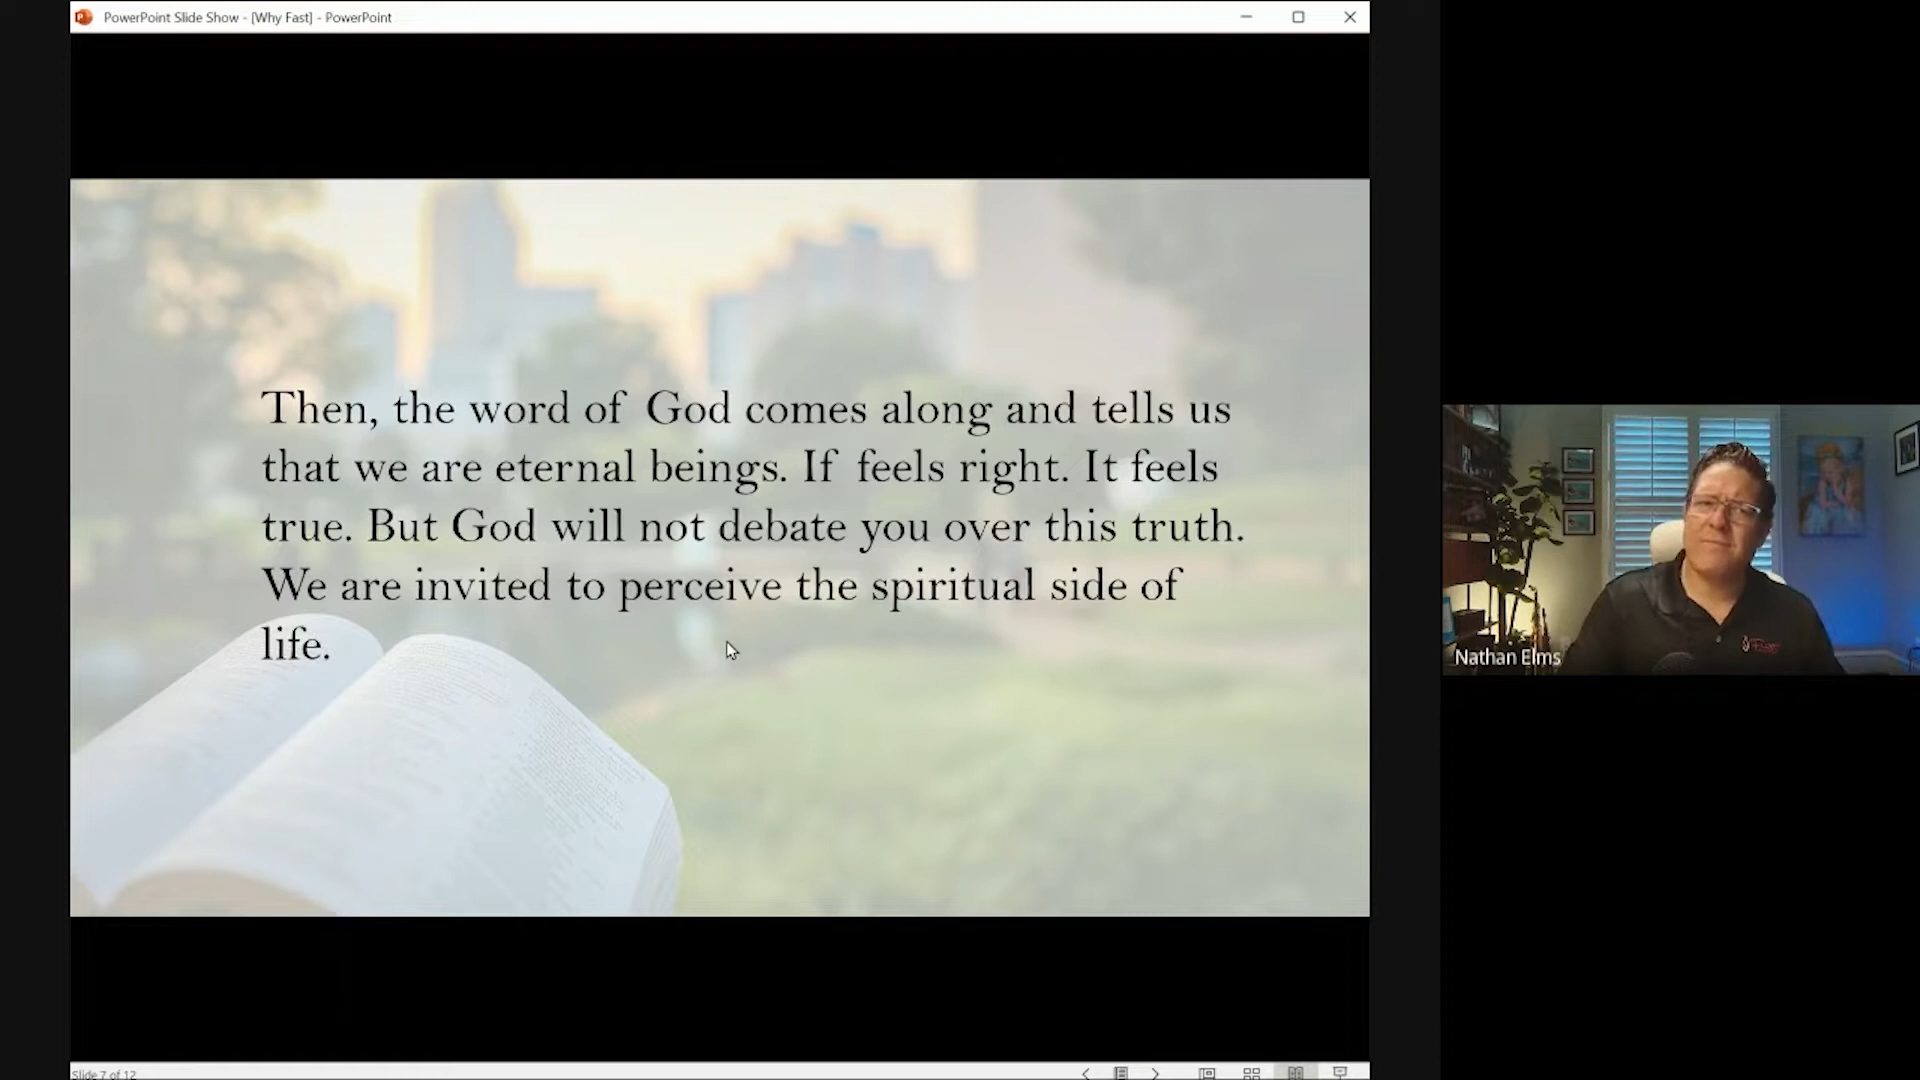 PowerPoint Slide Show - [Why Fast] - PowerPoint
Then, the word of God comes along and tells us
that we are eternal beings. If feels right. It feels
true. But God will not debate you over this truth.
We are invited to perceive the spiritual side of
life.
Nathan Elms
Slide 7 of 12